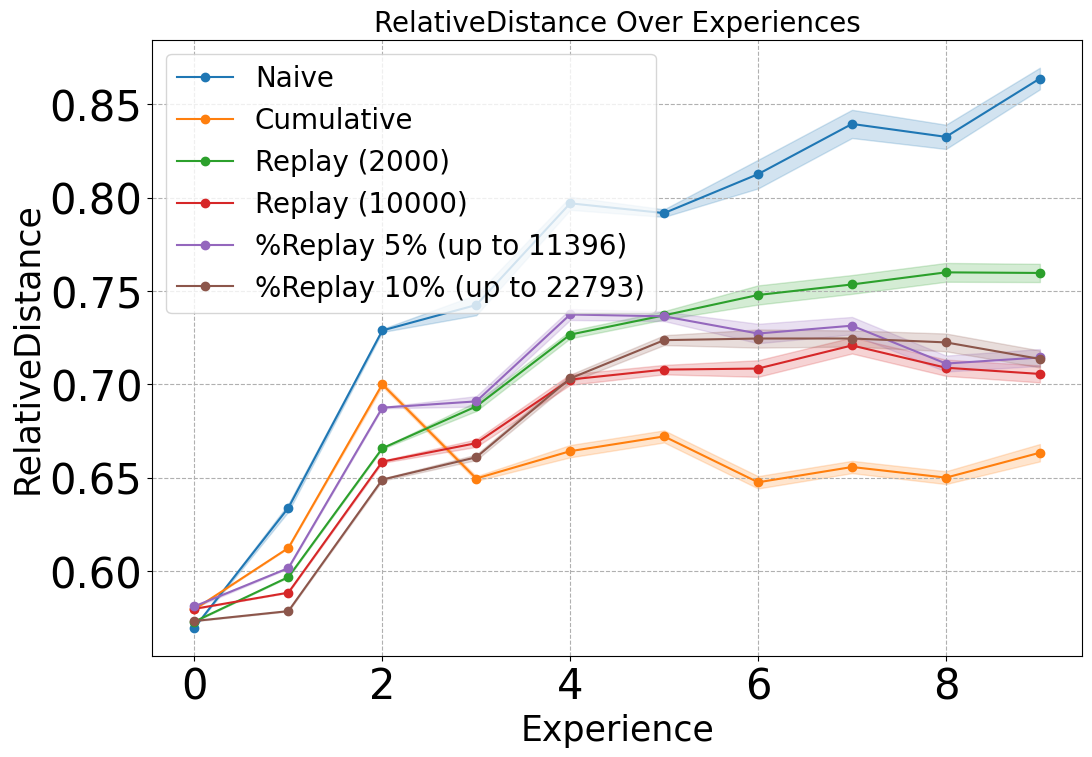 RelativeDistance Over Experiences
Naive
Cumulative
Replay (2000)
Replay (10000)
%Replay 5% (up to 11396)
%Replay 10% (up to 22793)
0.85
0.80
0.75
0.70
0.65
0.60
RelativeDistance
0 2 4 6 8
Experience